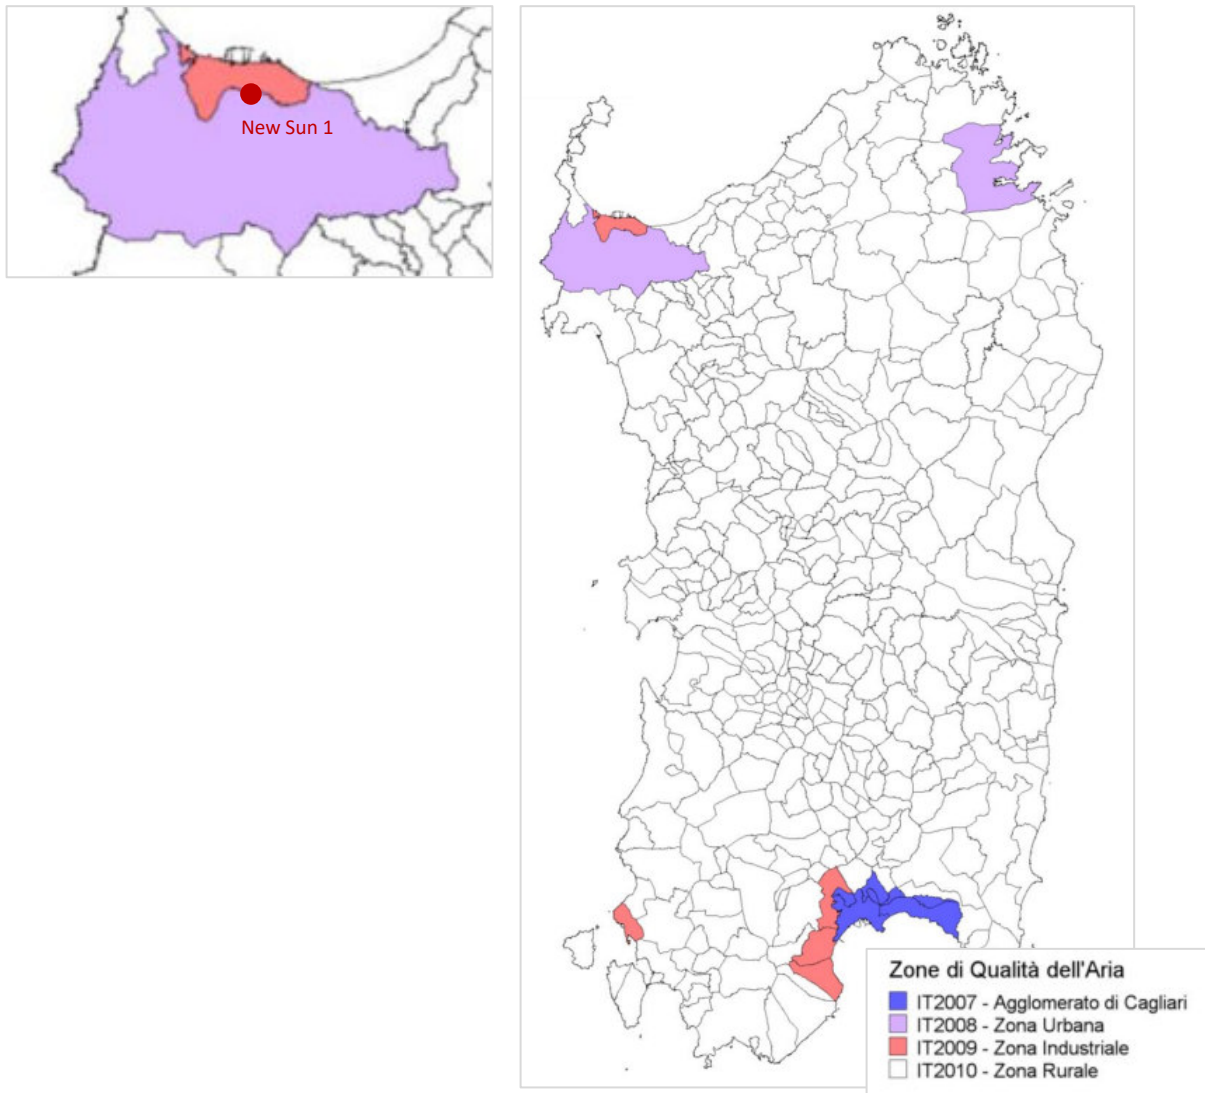 New Sun 1
Zone di Qualità dell'Aria
IT2007 - Agglomerato di Cagliari
IT2008 - Zona Urbana
IT2009 - Zona Industriale
IT2010 - Zona Rurale